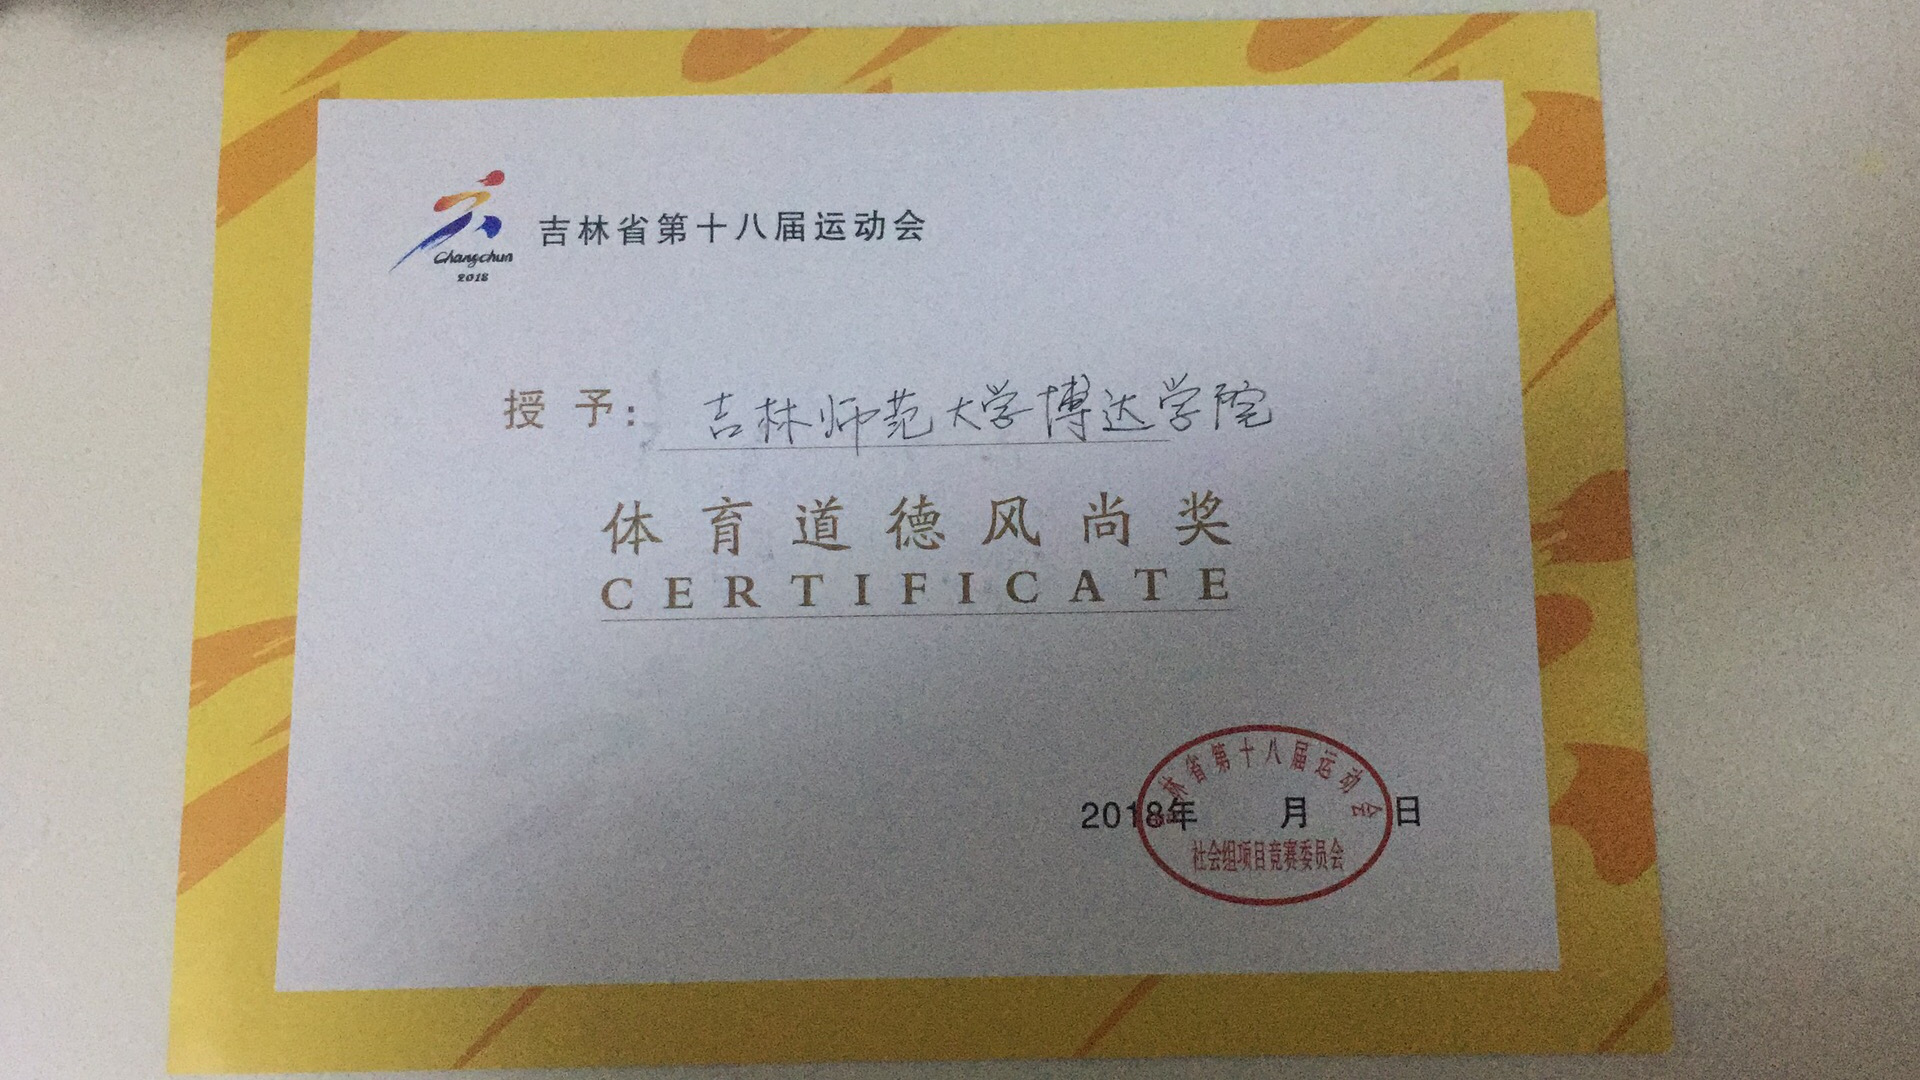 吉林省第十八届运动会
Changchun
2018
授予：吉林师范大学博达学院
体育道德风尚奖
CERTIFICATE
林省第十八届运动会
2018年 月 日
社会组项目竞赛委员会